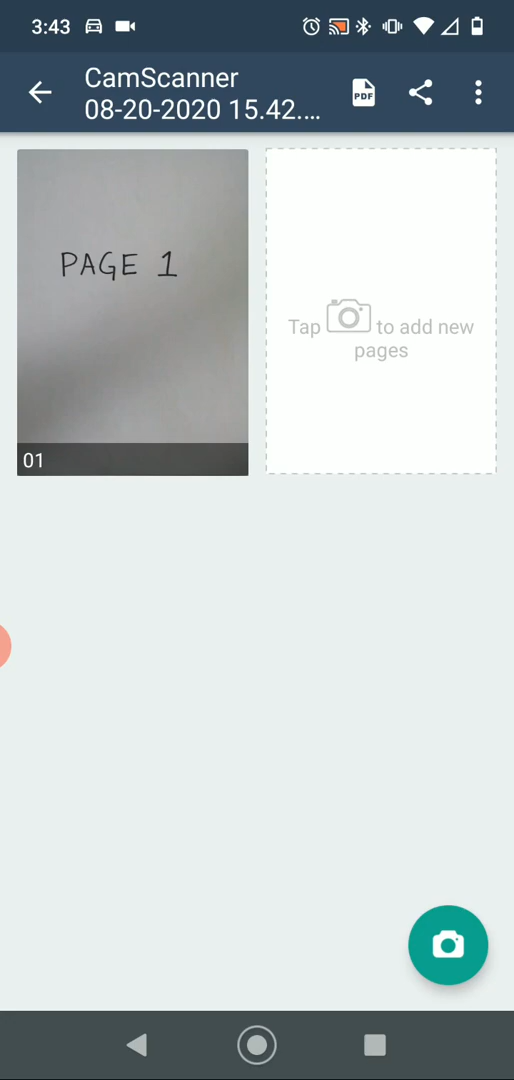 3:43
CamScanner
08-20-2020 15.42....
PDF
PAGE 1
01
Tap to add new
pages